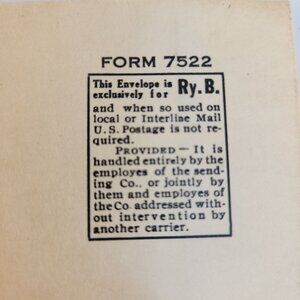 FORM 7522
This Envelope is
exclusively for Ry. B.
and when so used on
local or Interline Mail
U.S. Postage is not re-
quired.
PROVIDED — It is
handled entirely by the
employes of the send-
ing Co., or jointly by
them and employes of
the Co. addressed with-
out intervention by
another carrier.